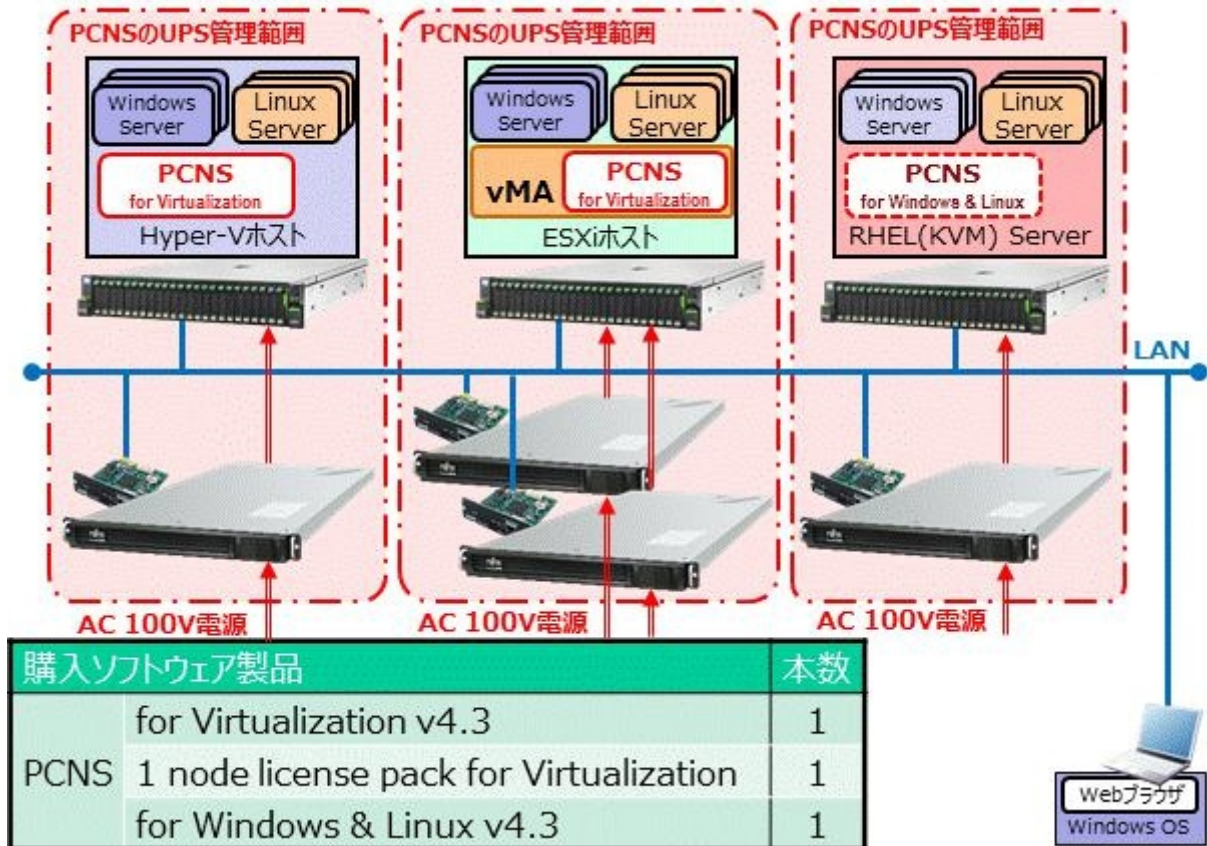 PCNSのUPS管理範囲
Windows
Server
Linux
Server
PCNS
for Virtualization
Hyper-Vホスト
PCNSのUPS管理範囲
Windows
Server
Linux
Server
vMA
PCNS
for Virtualization
ESXiホスト
PCNSのUPS管理範囲
Windows
Server
Linux
Server
PCNS
for Windows & Linux
RHEL(KVM) Server
LAN
AC 100V電源
AC 100V電源
AC 100V電源
購入ソフトウェア製品 本数
PCNS
for Virtualization v4.3 1
1 node license pack for Virtualization 1
for Windows & Linux v4.3 1
Webブラウザ
Windows OS